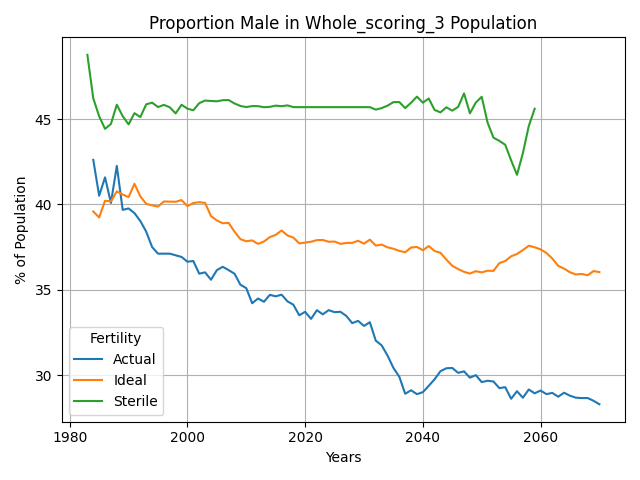 Proportion Male in Whole_scoring_3 Population
% of Population
45
40
35
30
Fertility
Actual
Ideal
Sterile
1980
2000
2020
2040
2060
Years